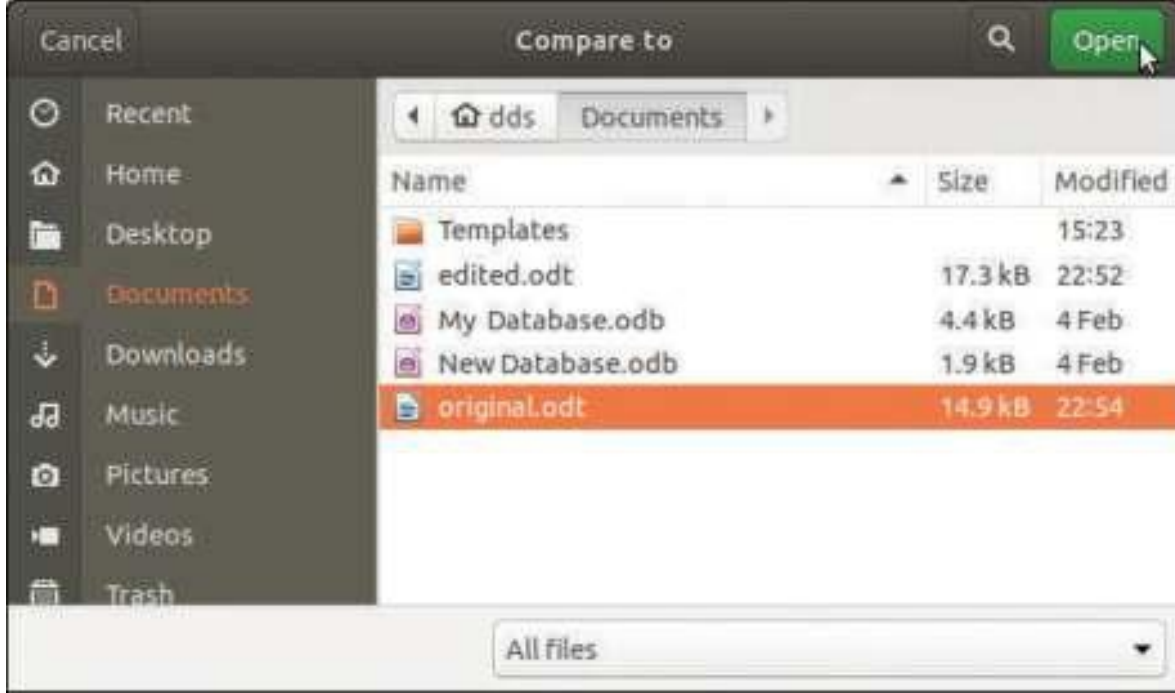 Cancel Compare to Open
Recent
Home
Desktop
Documents
Downloads
Music
Pictures
Videos
Trash
dds Documents
Name Size Modified
Templates 15:23
edited.odt 17.3 kB 22:52
My Database.odb 4.4 kB 4 Feb
New Database.odb 1.9 kB 4 Feb
original.odt 14.9 kB 22:54
All files